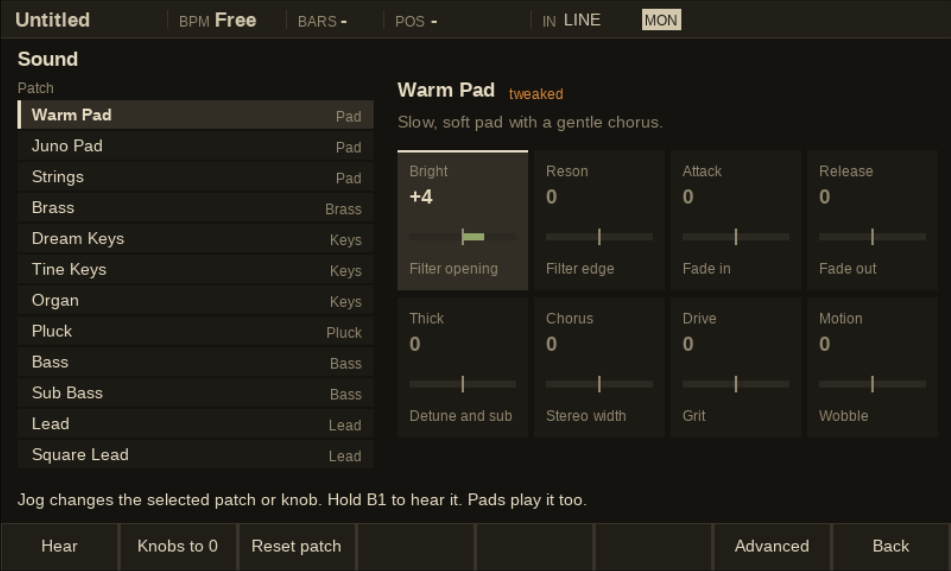 Untitled BPM Free BARS - POS - IN LINE MON
Sound
Patch
Warm Pad Pad
Juno Pad Pad
Strings Pad
Brass Brass
Dream Keys Keys
Tine Keys Keys
Organ Keys
Pluck Pluck
Bass Bass
Sub Bass Bass
Lead Lead
Square Lead Lead
Warm Pad tweaked
Slow, soft pad with a gentle chorus.
Bright Reson Attack Release
+4 0 0 0
Filter opening Filter edge Fade in Fade out
Thick Chorus Drive Motion
0 0 0 0
Detune and sub Stereo width Grit Wobble
Jog changes the selected patch or knob. Hold B1 to hear it. Pads play it too.
Hear Knobs to 0 Reset patch Advanced Back